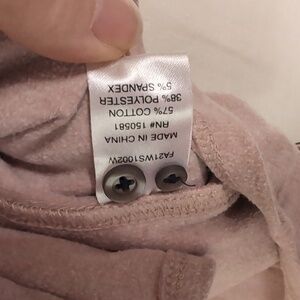 FA21WS1002W
MADE IN CHINA
RN# 150581
57% COTTON
38% POLYESTER
5% SPANDEX